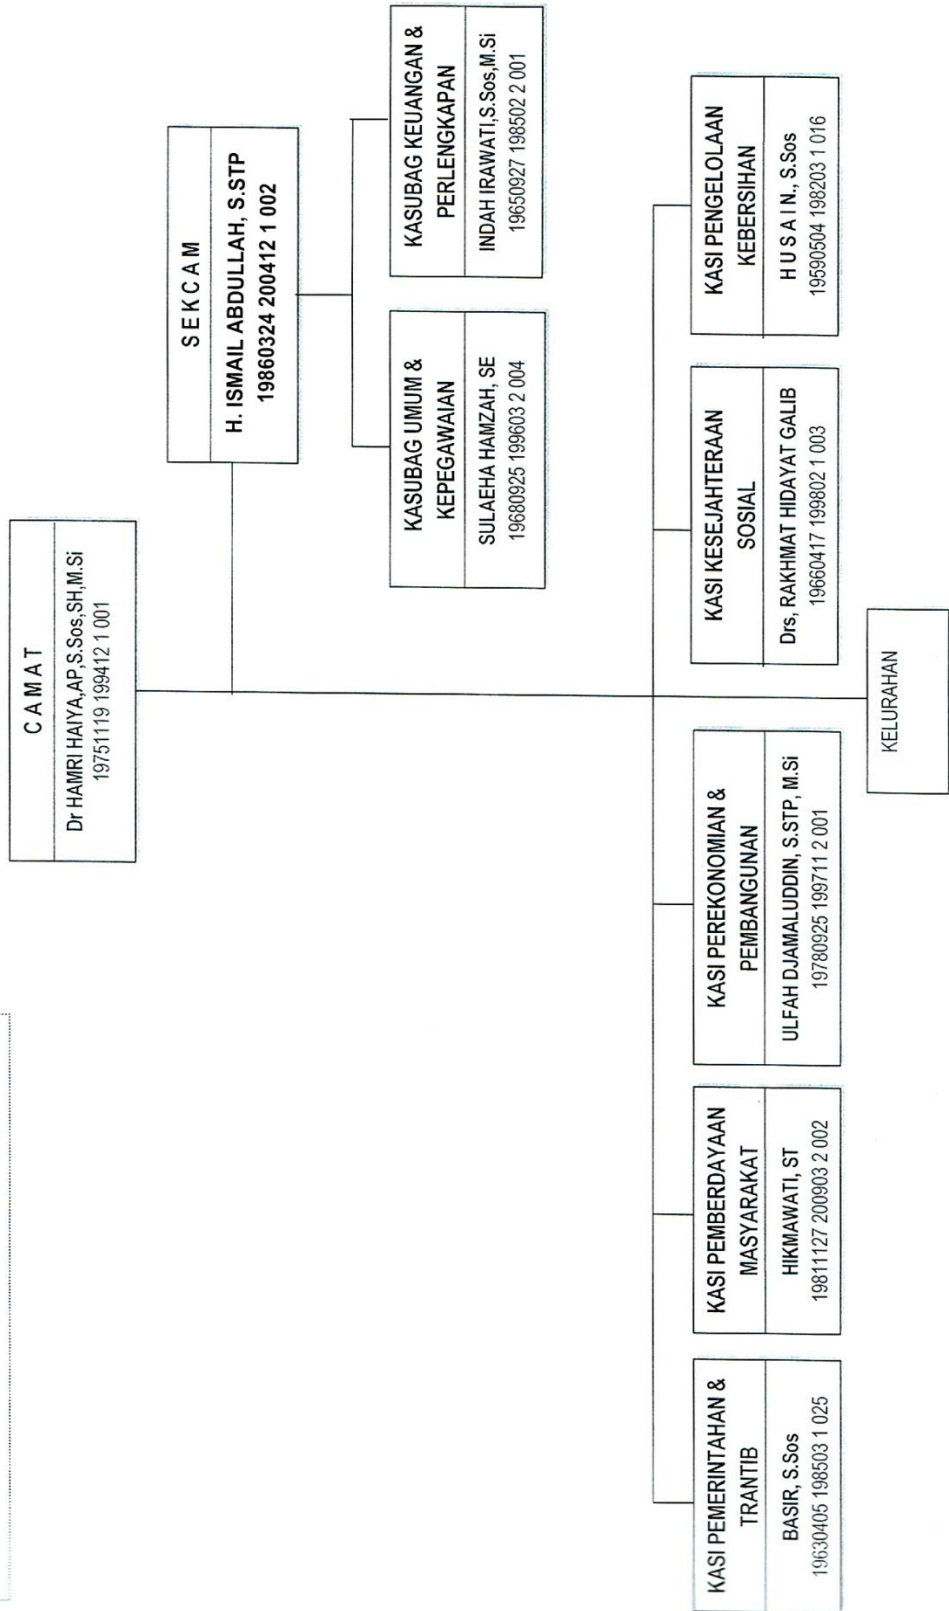 C A M A T
Dr HAMRI HAIYA,AP,S.Sos,SH,M.Si
19751119 199412 1 001
S E K C A M
H. ISMAIL ABDULLAH, S.STP
19860324 200412 1 002
KASUBAG UMUM &
KEPEGAWAIAN
SULAEHA HAMZAH, SE
19680925 199603 2 004
KASUBAG KEUANGAN &
PERLENGKAPAN
INDAH IRAWATI,S.Sos,M.Si
19650927 198502 2 001
KASI PEMERINTAHAN &
TRANTIB
BASIR, S.Sos
19630405 198503 1 025
KASI PEMBERDAYAAN
MASYARAKAT
HIKMAWATI, ST
19811127 200903 2 002
KASI PEREKONOMIAN &
PEMBANGUNAN
ULFAH DJAMALUDDIN, S.STP, M.Si
19780925 199711 2 001
KASI KESEJAHTERAAN
SOSIAL
Drs, RAKHMAT HIDAYAT GALIB
19660417 199802 1 003
KASI PENGELOLAAN
KEBERSIHAN
H U S A I N., S.Sos
19590504 198203 1 016
KELURAHAN